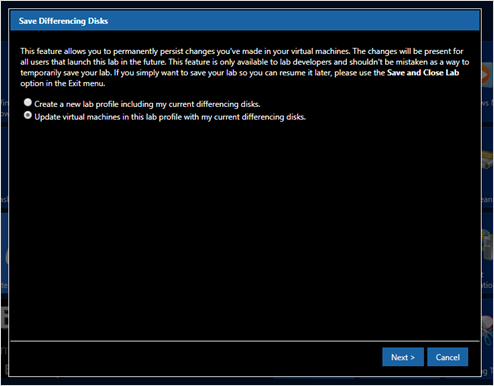 Save Differencing Disks
This feature allows you to permanently persist changes you've made in your virtual machines. The changes will be present for
all users that launch this lab in the future. This feature is only available to lab developers and shouldn't be mistaken as a way to
temporarily save your lab. If you simply want to save your lab so you can resume it later, please use the Save and Close Lab
option in the Exit menu.
Create a new lab profile including my current differencing disks.
Update virtual machines in this lab profile with my current differencing disks.
Next >
Cancel